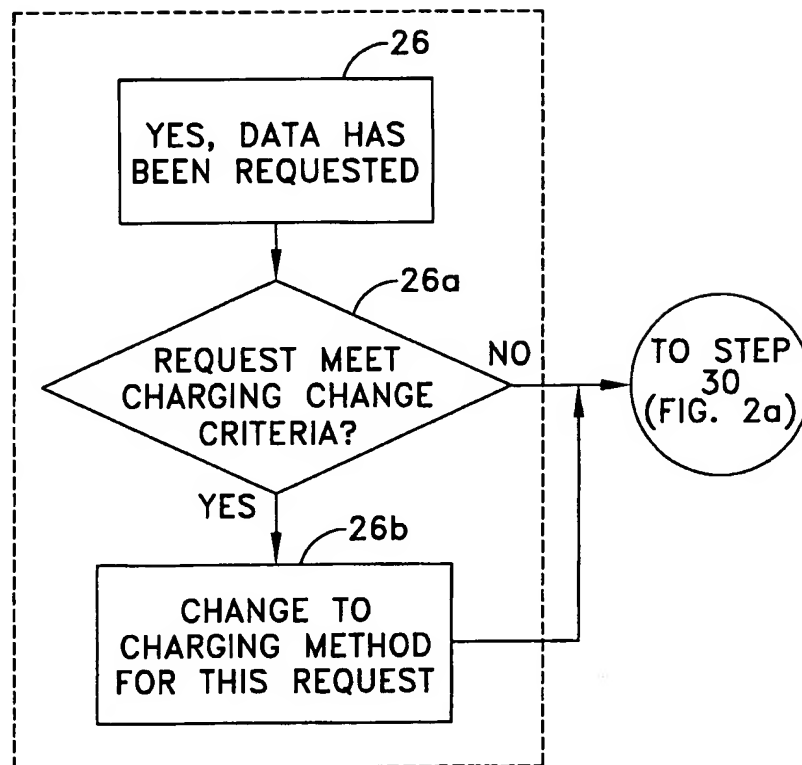 26
YES, DATA HAS
BEEN REQUESTED
26a
REQUEST MEET
CHARGING CHANGE
CRITERIA?
NO
TO STEP
30
(FIG. 2a)
YES
26b
CHANGE TO
CHARGING METHOD
FOR THIS REQUEST